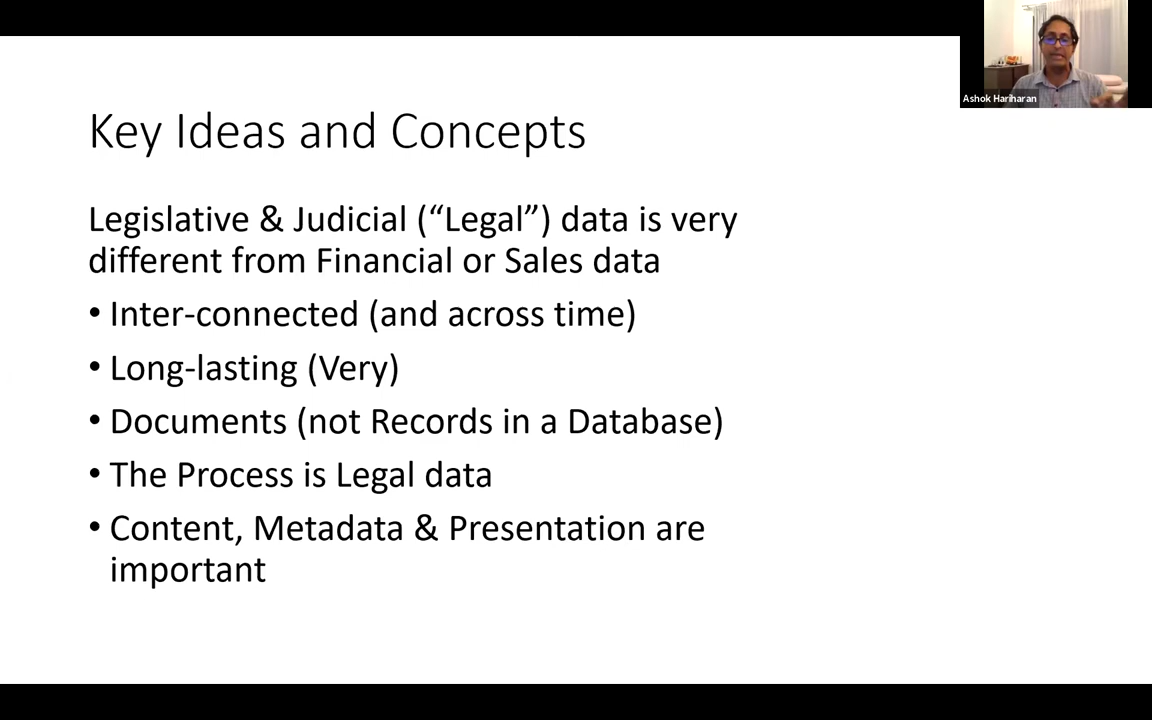 Key Ideas and Concepts
Legislative & Judicial (“Legal”) data is very
different from Financial or Sales data
• Inter-connected (and across time)
• Long-lasting (Very)
• Documents (not Records in a Database)
• The Process is Legal data
• Content, Metadata & Presentation are
important
Ashok Hariharan